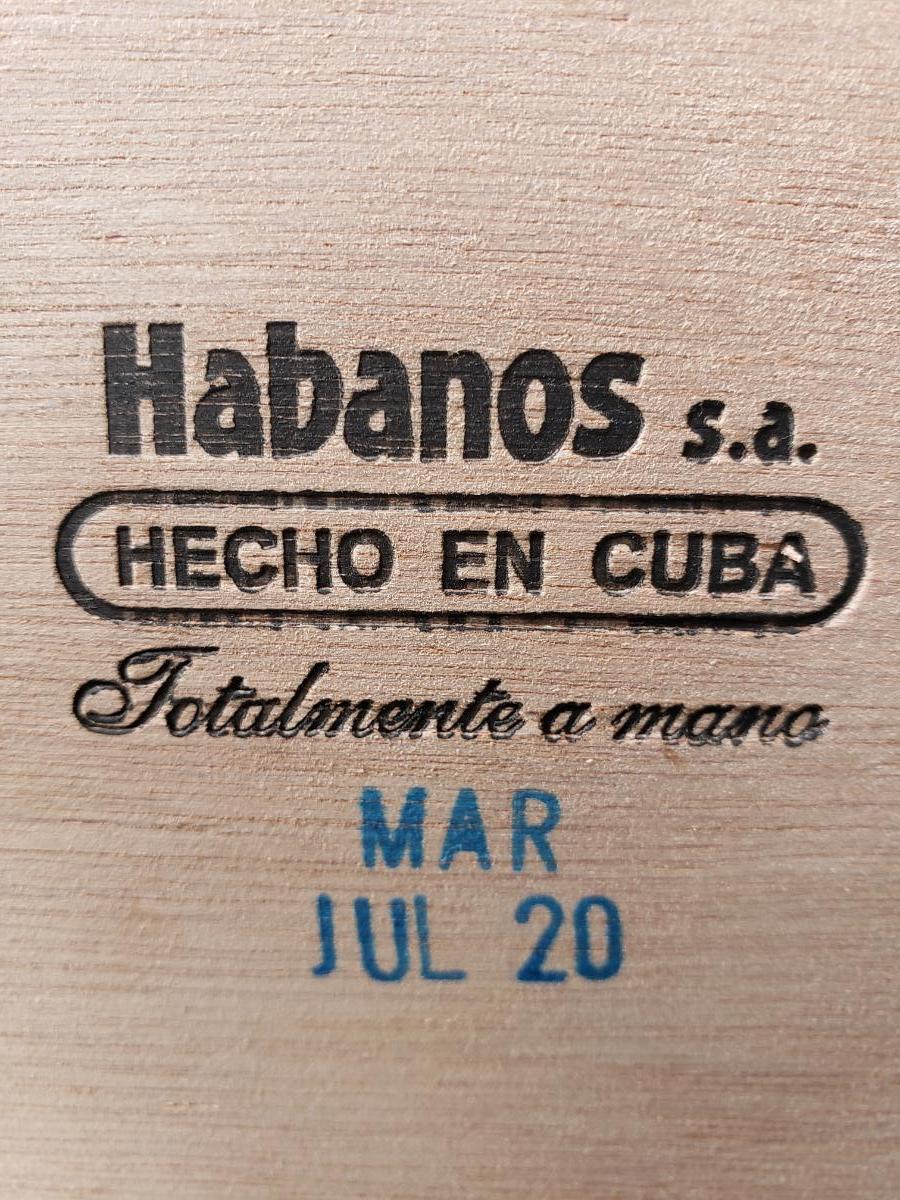 Habanos s.a.
HECHO EN CUBA
Totalmente a mano
MAR
JUL 20